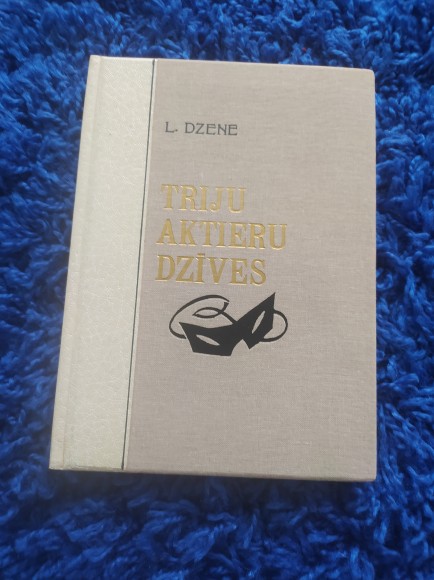 L. DZENE
TRIJU
AKTIERU
DZĪVES